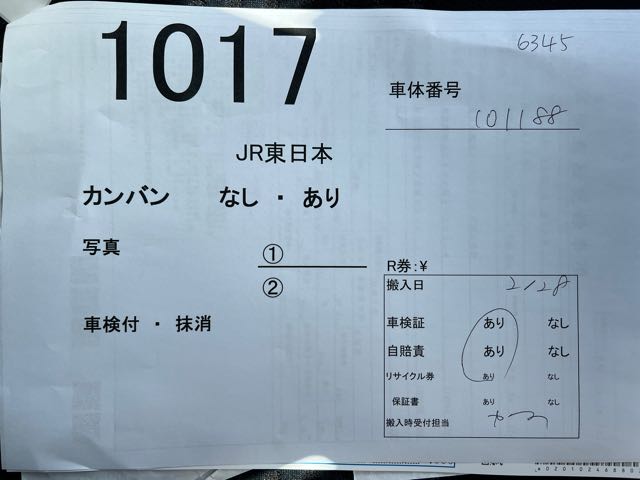 1017
6345
車体番号
101188
JR東日本
カンバン なし ・ あり
写真 ①
②
R券:¥
搬入日 2/28
車検付 ・ 抹消
車検証 あり なし
自賠責 あり なし
リサイクル券 あり なし
保証書 あり なし
搬入時受付担当